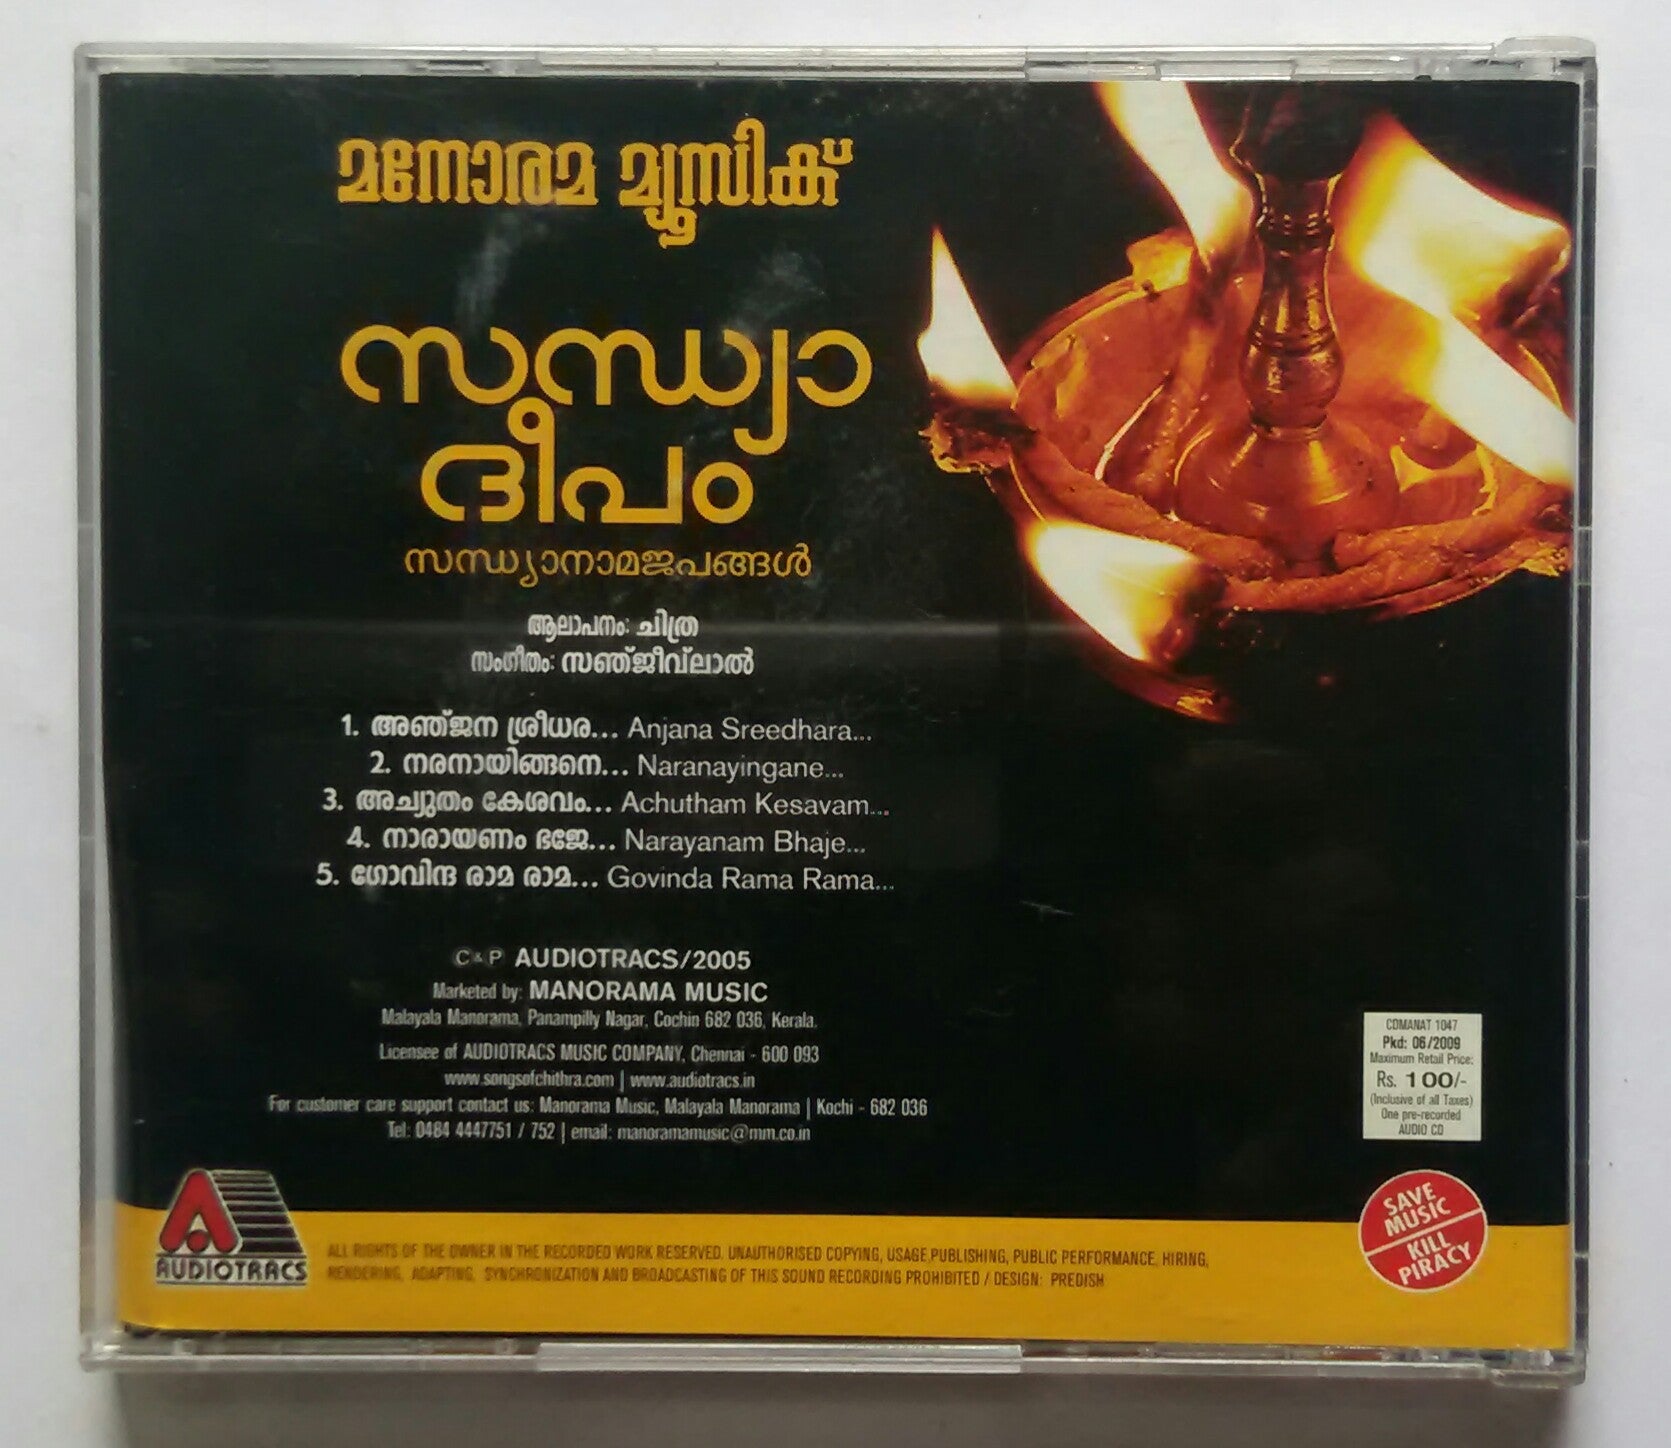 മനോരമ മ്യൂസിക്
സന്ധ്യാ
ദീപം
സന്ധ്യാനാമജപങ്ങൾ
ആലാപനം: ചിത്ര
സംഗീതം: സഞ്ജീവ്‌ലാൽ
1. അഞ്ജന ശ്രീധര... Anjana Sreedhara...
2. നരനായിങ്ങനെ... Naranayingane...
3. അച്യുതം കേശവം... Achutham Kesavam...
4. നാരായണം ഭജേ... Narayanam Bhaje...
5. ഗോവിന്ദ രാമ രാമ... Govinda Rama Rama...
C & P AUDIOTRACS/2005
Marketed by: MANORAMA MUSIC
Malayala Manorama, Panampilly Nagar, Cochin 682 036, Kerala.
Licensee of AUDIOTRACS MUSIC COMPANY, Chennai - 600 093
www.songsofchithra.com | www.audiotracs.in
For customer care support contact us: Manorama Music, Malayala Manorama | Kochi - 682 036
Tel: 0484 4447751 / 752 | email: manoramamusic@mm.co.in
CDMANAT 1047
Pkd: 06/2009
Maximum Retail Price:
Rs. 100/-
(Inclusive of all Taxes)
One pre-recorded
AUDIO CD
SAVE
MUSIC
KILL
PIRACY
AUDIOTRACS
ALL RIGHTS OF THE OWNER IN THE RECORDED WORK RESERVED. UNAUTHORISED COPYING, USAGE,PUBLISHING, PUBLIC PERFORMANCE, HIRING,
RENDERING, ADAPTING, SYNCHRONIZATION AND BROADCASTING OF THIS SOUND RECORDING PROHIBITED / DESIGN: PREDISH